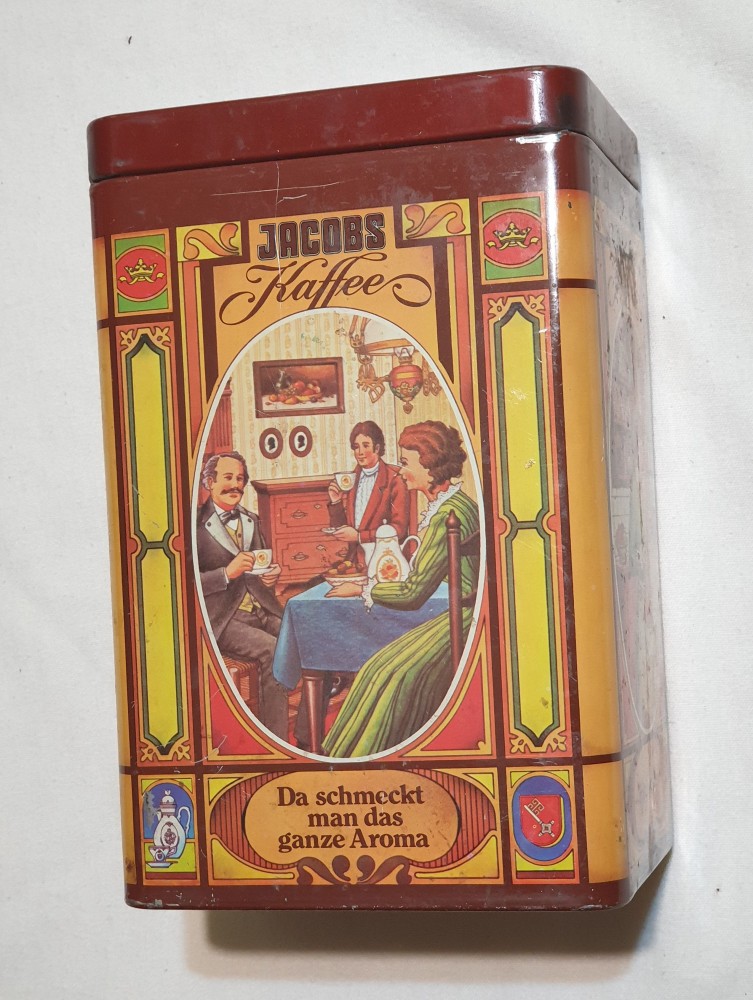 JACOBS
Kaffee
Da schmeckt
man das
ganze Aroma